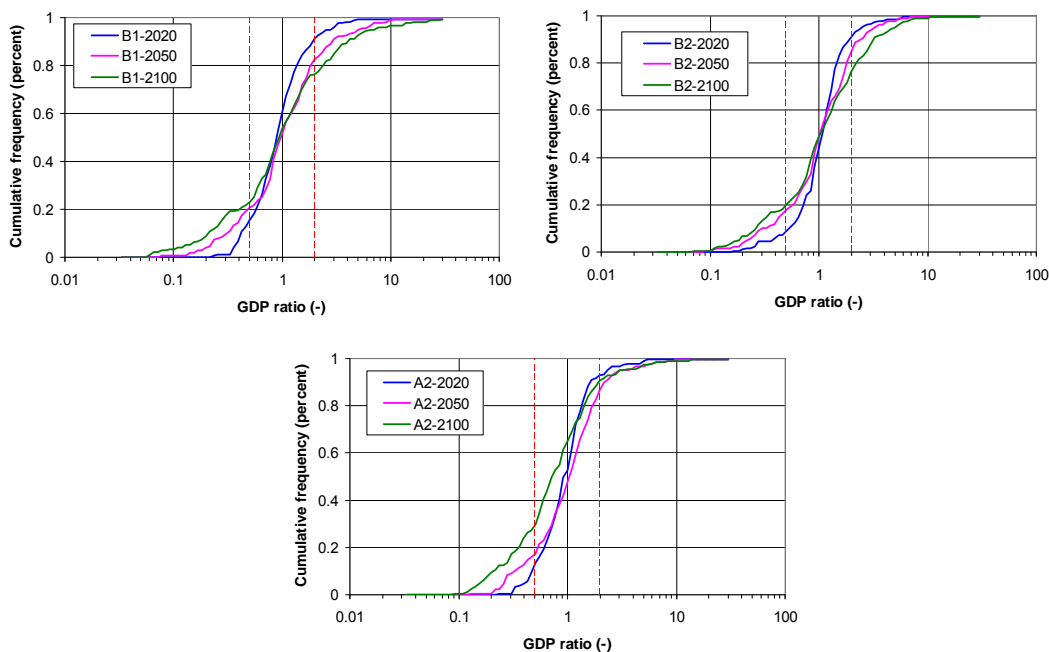 Cumulative frequency (percent)
1
0.8
0.6
0.4
0.2
0
B1-2020
B1-2050
B1-2100
0.01 0.1 1 10 100
GDP ratio (-)
Cumulative frequency (percent)
1
0.8
0.6
0.4
0.2
0
B2-2020
B2-2050
B2-2100
0.01 0.1 1 10 100
GDP ratio (-)
Cumulative frequency (percent)
1
0.8
0.6
0.4
0.2
0
A2-2020
A2-2050
A2-2100
0.01 0.1 1 10 100
GDP ratio (-)